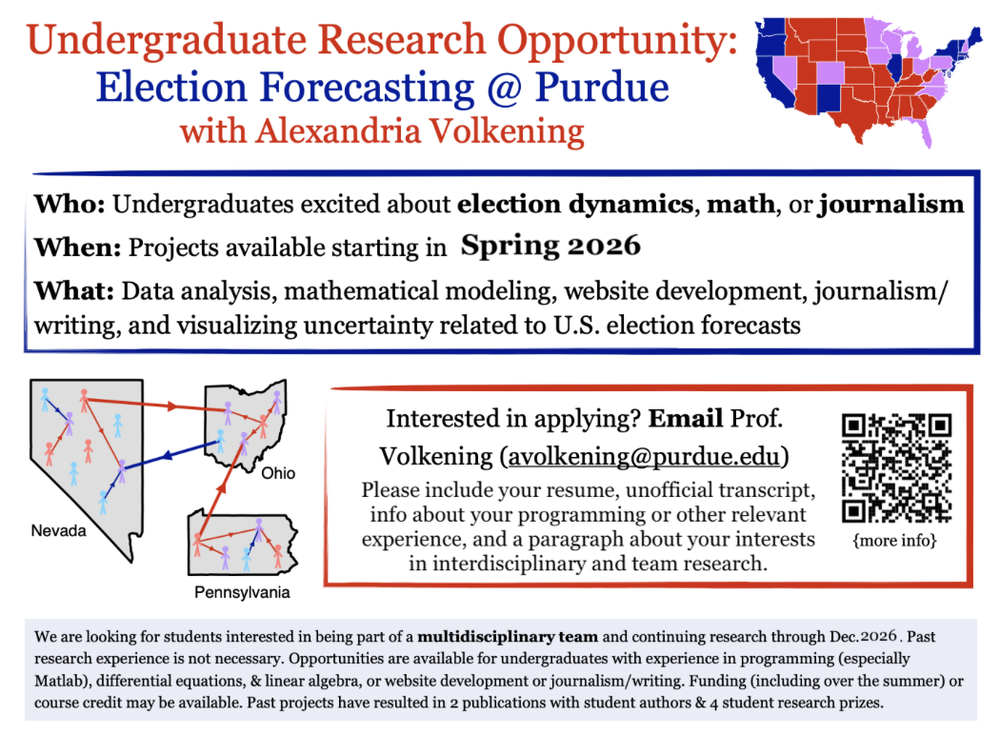 Undergraduate Research Opportunity:
Election Forecasting @ Purdue
with Alexandria Volkening
Who: Undergraduates excited about election dynamics, math, or journalism
When: Projects available starting in Spring 2026
What: Data analysis, mathematical modeling, website development, journalism/
writing, and visualizing uncertainty related to U.S. election forecasts
Nevada
Ohio
Pennsylvania
Interested in applying? Email Prof.
Volkening (avolkening@purdue.edu)
Please include your resume, unofficial transcript,
info about your programming or other relevant
experience, and a paragraph about your interests
in interdisciplinary and team research.
{more info}
We are looking for students interested in being part of a multidisciplinary team and continuing research through Dec.2026. Past
research experience is not necessary. Opportunities are available for undergraduates with experience in programming (especially
Matlab), differential equations, & linear algebra, or website development or journalism/writing. Funding (including over the summer) or
course credit may be available. Past projects have resulted in 2 publications with student authors & 4 student research prizes.